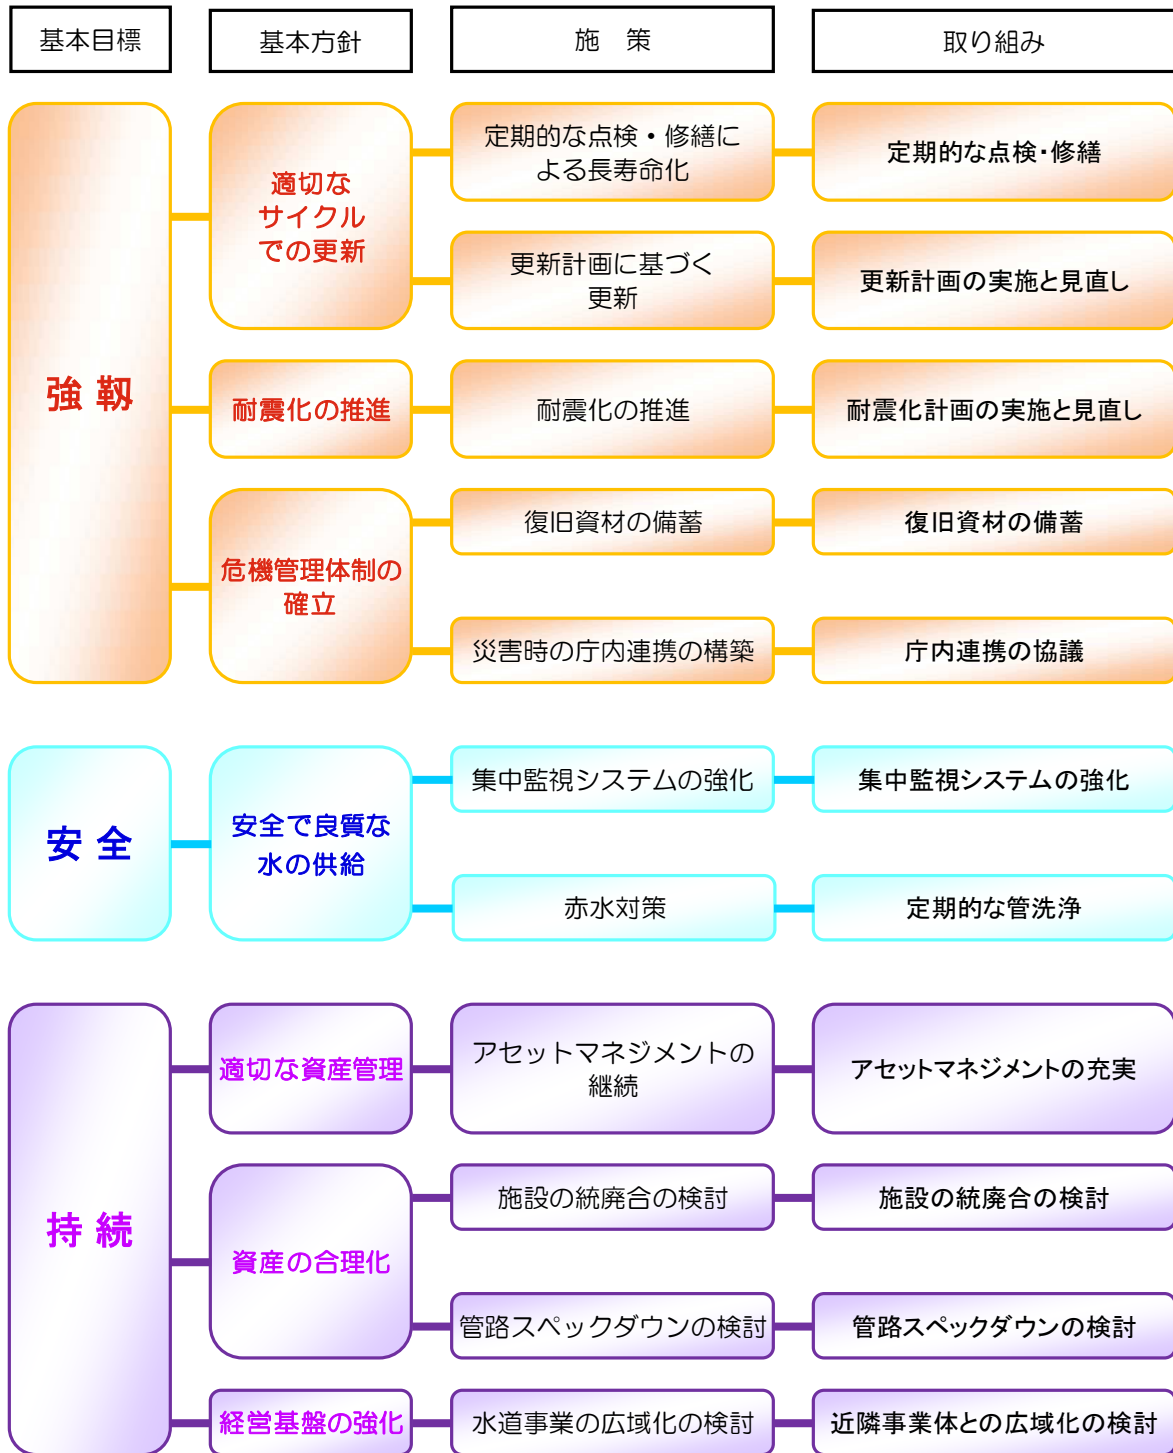 基本目標
基本方針
施　策
取り組み
強 靱
適切な
サイクル
での更新
定期的な点検・修繕に
よる長寿命化
定期的な点検・修繕
更新計画に基づく
更新
更新計画の実施と見直し
耐震化の推進
耐震化の推進
耐震化計画の実施と見直し
危機管理体制の
確立
復旧資材の備蓄
復旧資材の備蓄
災害時の庁内連携の構築
庁内連携の協議
安 全
安全で良質な
水の供給
集中監視システムの強化
集中監視システムの強化
赤水対策
定期的な管洗浄
持 続
適切な資産管理
アセットマネジメントの
継続
アセットマネジメントの充実
資産の合理化
施設の統廃合の検討
施設の統廃合の検討
管路スペックダウンの検討
管路スペックダウンの検討
経営基盤の強化
水道事業の広域化の検討
近隣事業体との広域化の検討